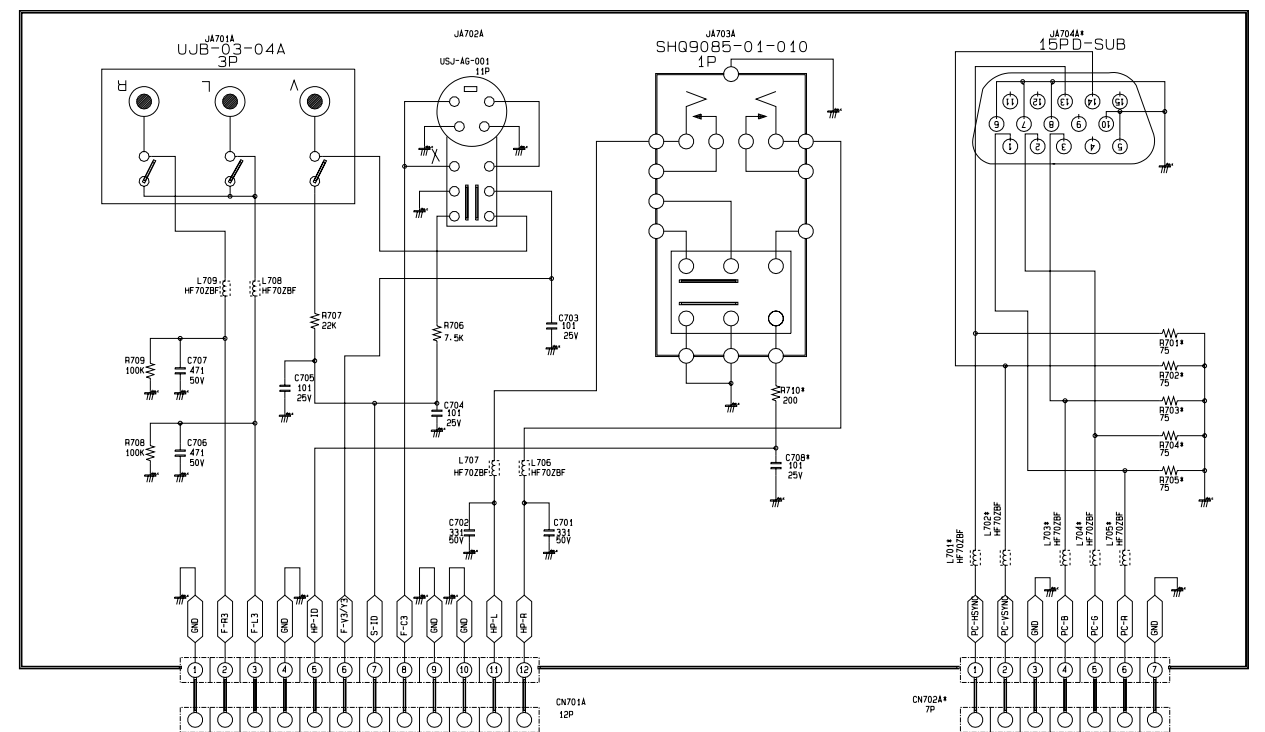 JA701A
UJB-03-04A
3P
R
L
V
JA702A
USJ-AG-001
11P
JA703A
SHQ9085-01-010
1P
JA704A*
15PD-SUB
11
12
13
14
15
6
7
8
9
10
1
2
3
4
5
L709
HF70ZBF
L708
HF70ZBF
R707
22K
R706
7.5K
C703
101
25V
R709
100K
C707
471
50V
C705
101
25V
C704
101
25V
R708
100K
C706
471
50V
R710*
200
C708*
101
25V
L707
HF70ZBF
L706
HF70ZBF
C702
331
50V
C701
331
50V
R701*
75
R702*
75
R703*
75
R704*
75
R705*
75
L701*
HF70ZBF
L702*
HF70ZBF
L703*
HF70ZBF
L704*
HF70ZBF
L705*
HF70ZBF
GND
F-R3
F-L3
GND
HP-ID
F-V3/Y3
S-ID
F-C3
GND
GND
HP-L
HP-R
PC-HSYNC
PC-VSYNC
GND
PC-B
PC-G
PC-R
GND
1
2
3
4
5
6
7
8
9
10
11
12
1
2
3
4
5
6
7
CN701A
12P
CN702A*
7P